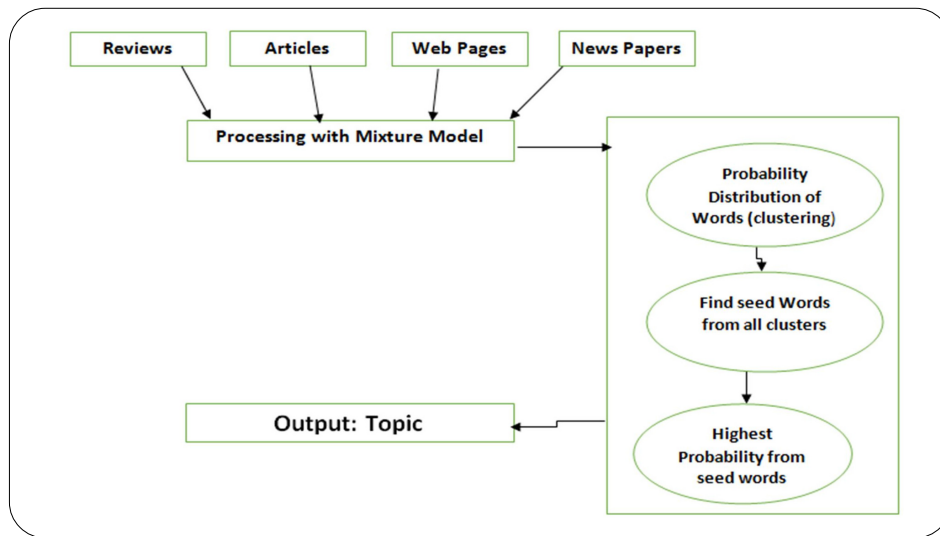 Reviews
Articles
Web Pages
News Papers
Processing with Mixture Model
Probability
Distribution of
Words (clustering)
Find seed Words
from all clusters
Highest
Probability from
seed words
Output: Topic